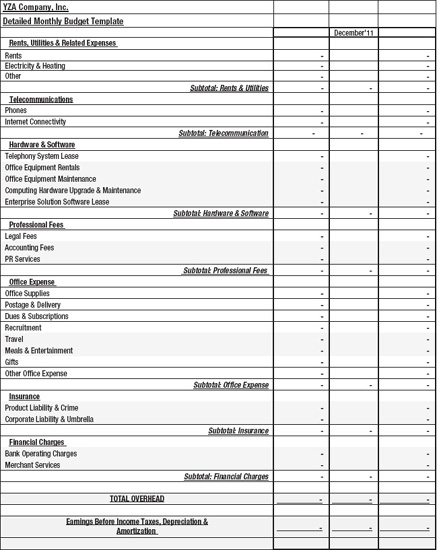 YZA Company, Inc.
Detailed Monthly Budget Template
December'11
Rents, Utilities & Related Expenses
Rents - -
Electricity & Heating - -
Other - -
Subtotal: Rents & Utilities - - -
Telecommunications
Phones - -
Internet Connectivity - -
Subtotal: Telecommunication - - -
Hardware & Software
Telephony System Lease - -
Office Equipment Rentals - -
Office Equipment Maintenance - -
Computing Hardware Upgrade & Maintenance - -
Enterprise Solution Software Lease - -
Subtotal: Hardware & Software - - -
Professional Fees
Legal Fees - -
Accounting Fees - -
PR Services - -
Subtotal: Professional Fees - - -
Office Expense
Office Supplies - -
Postage & Delivery - -
Dues & Subscriptions - -
Recruitment - -
Travel - -
Meals & Entertainment - -
Gifts - -
Other Office Expense - -
Subtotal: Office Expense - - -
Insurance
Product Liability & Crime - -
Corporate Liability & Umbrella - -
Subtotal: Insurance - - -
Financial Charges
Bank Operating Charges - -
Merchant Services - -
Subtotal: Financial Charges - - -
TOTAL OVERHEAD - - -
Earnings Before Income Taxes, Depreciation &
Amortization - - -